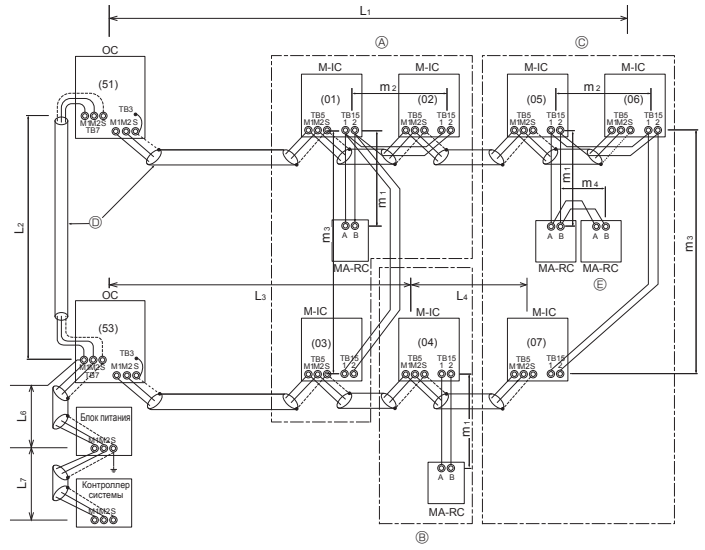 L1
OC
(51)
TB3
M1M2S
TB7
M1M2S
Ⓐ
M-IC
(01)
TB5
M1M2S
TB15
1 2
m2
M-IC
(02)
TB5
M1M2S
TB15
1 2
Ⓒ
M-IC
(05)
TB5
M1M2S
TB15
1 2
m2
M-IC
(06)
TB5
M1M2S
TB15
1 2
m1
m3
A B
MA-RC
m1
m4
A B
MA-RC
A B
MA-RC
Ⓔ
m3
L2
Ⓓ
L3
L4
OC
(53)
TB3
M1M2S
TB7
M1M2S
M-IC
(03)
TB5
M1M2S
TB15
1 2
M-IC
(04)
TB5
M1M2S
TB15
1 2
M-IC
(07)
TB5
M1M2S
TB15
1 2
L6
Блок питания
M1M2S
L7
Контроллер
системы
M1M2S
m1
A B
MA-RC
Ⓑ